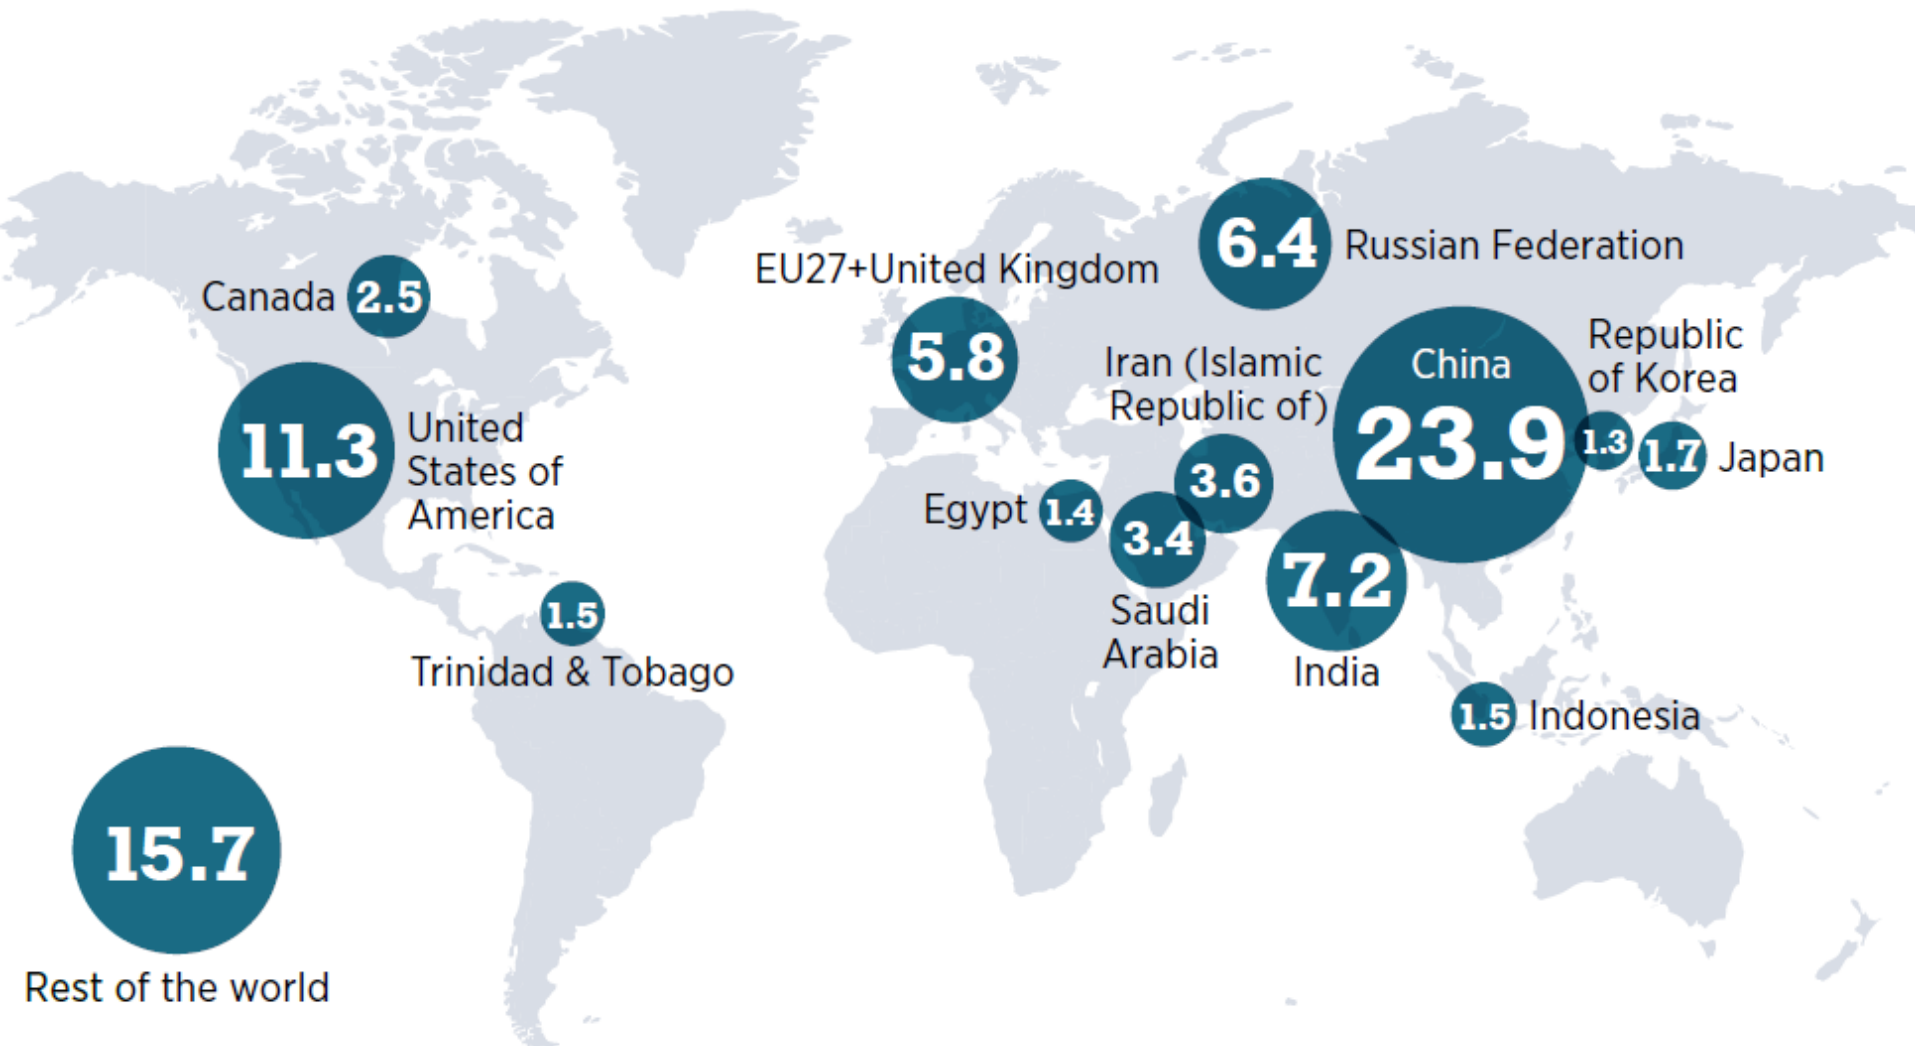 6.4 Russian Federation
EU27+United Kingdom
5.8
Canada 2.5
11.3
United
States of
America
Iran (Islamic
Republic of)
3.6
China
23.9
Republic
of Korea
1.3
1.7 Japan
Egypt 1.4
3.4
Saudi
Arabia
7.2
India
1.5
Trinidad & Tobago
1.5 Indonesia
15.7
Rest of the world